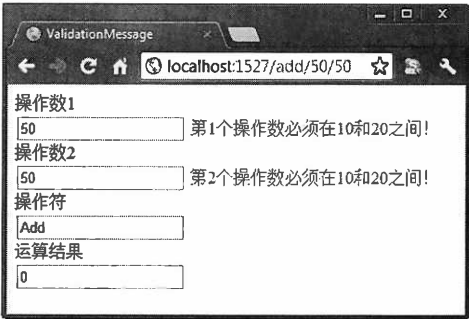 ValidationMessage
localhost:1527/add/50/50
操作数1
50 第1个操作数必须在10和20之间!
操作数2
50 第2个操作数必须在10和20之间!
操作符
Add
运算结果
0